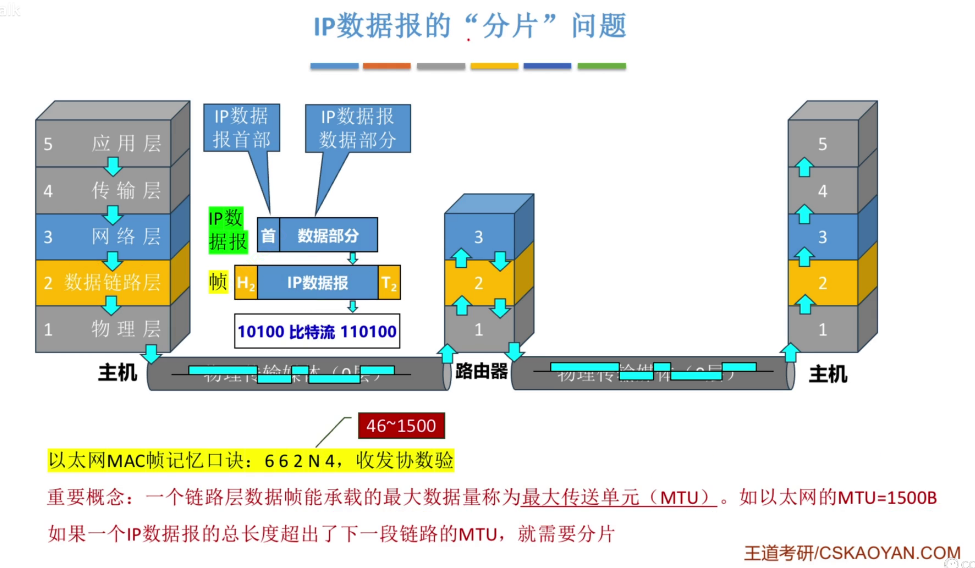 IP数据报的“分片”问题
IP数据
报首部
IP数据报
数据部分
5 应用层
4 传输层
3 网络层
2 数据链路层
1 物理层
IP数
据报
首 数据部分
帧 H₂ IP数据报 T₂
10100 比特流 110100
3
2
1
5
4
3
2
1
主机
物理传输媒体（0层）
路由器
物理传输媒体（0层）
主机
46~1500
以太网MAC帧记忆口诀：6 6 2 N 4，收发协数验
重要概念：一个链路层数据帧能承载的最大数据量称为最大传送单元（MTU）。如以太网的MTU=1500B
如果一个IP数据报的总长度超出了下一段链路的MTU，就需要分片
王道考研/CSKAOYAN.COM